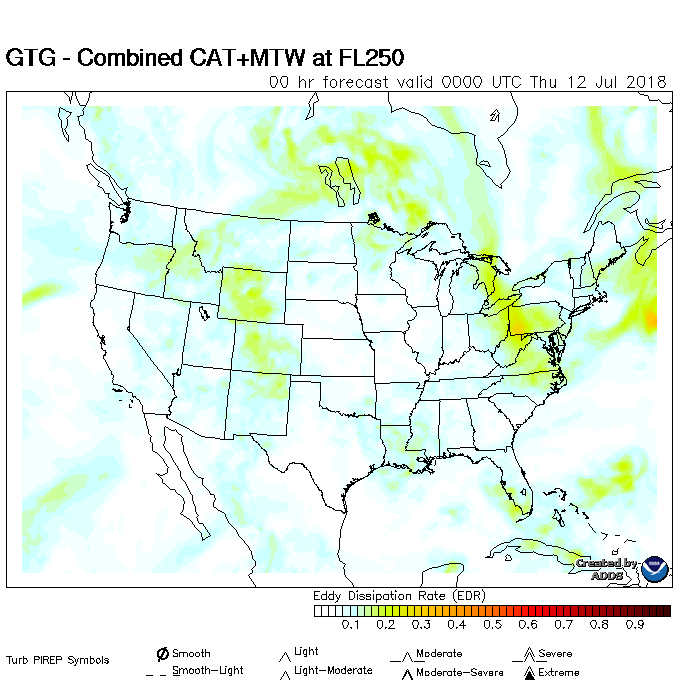 GTG - Combined CAT+MTW at FL250
00 hr forecast valid 0000 UTC Thu 12 Jul 2018
Created by
ADDS
Eddy Dissipation Rate (EDR)
0.1 0.2 0.3 0.4 0.5 0.6 0.7 0.8 0.9
Turb PIREP Symbols
Smooth Light Moderate Severe
Smooth-Light Light-Moderate Moderate-Severe Extreme